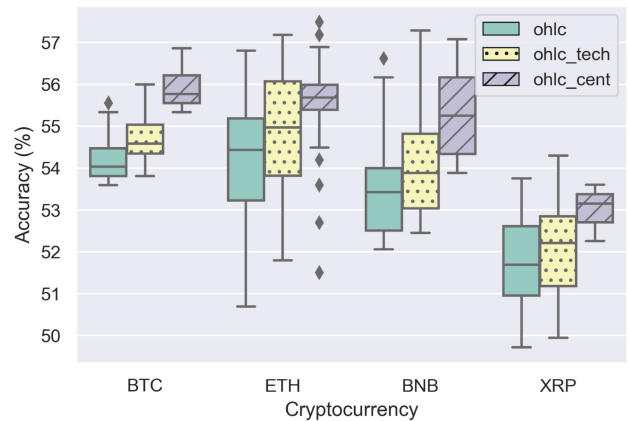 ohlc
ohlc_tech
ohlc_cent
57
56
55
54
53
52
51
50
Accuracy (%)
BTC ETH BNB XRP
Cryptocurrency